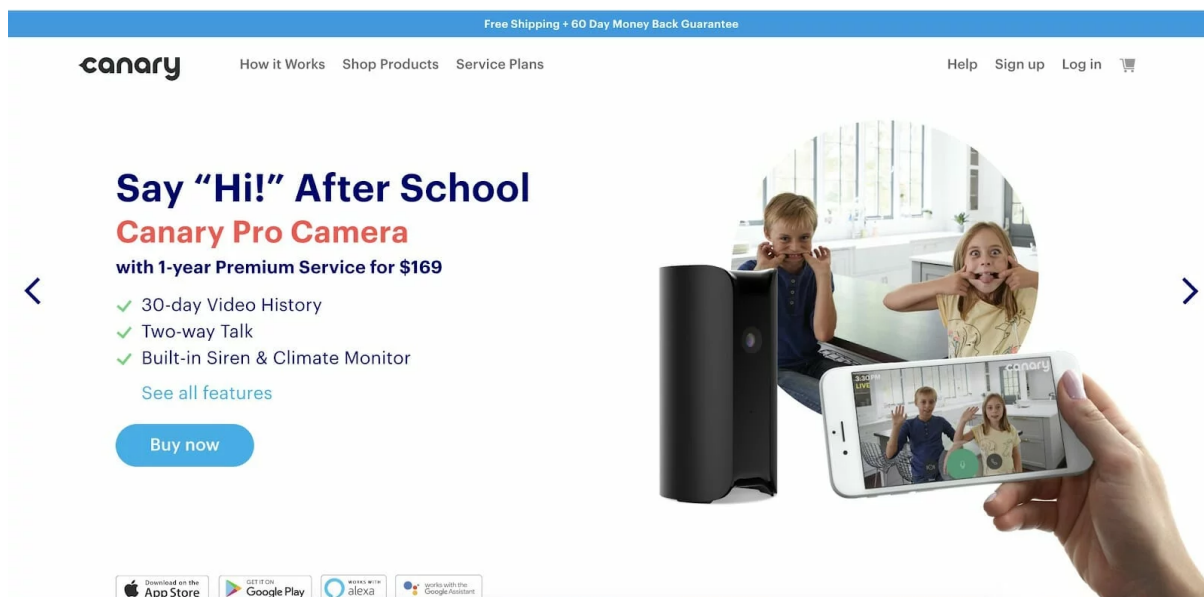 Free Shipping + 60 Day Money Back Guarantee
canary
How it Works Shop Products Service Plans
Help Sign up Log in
Say “Hi!” After School
Canary Pro Camera
with 1-year Premium Service for $169
30-day Video History
Two-way Talk
Built-in Siren & Climate Monitor
See all features
Buy now
3:30 PM
LIVE
canary
Download on the
App Store
GET IT ON
Google Play
WORKS WITH
alexa
works with the
Google Assistant